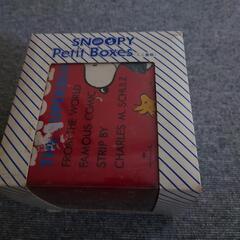 SNOOPY
Petit Boxes
FROM THE WORLD
FAMOUS COMIC
STRIP BY
CHARLES M. SCHULZ